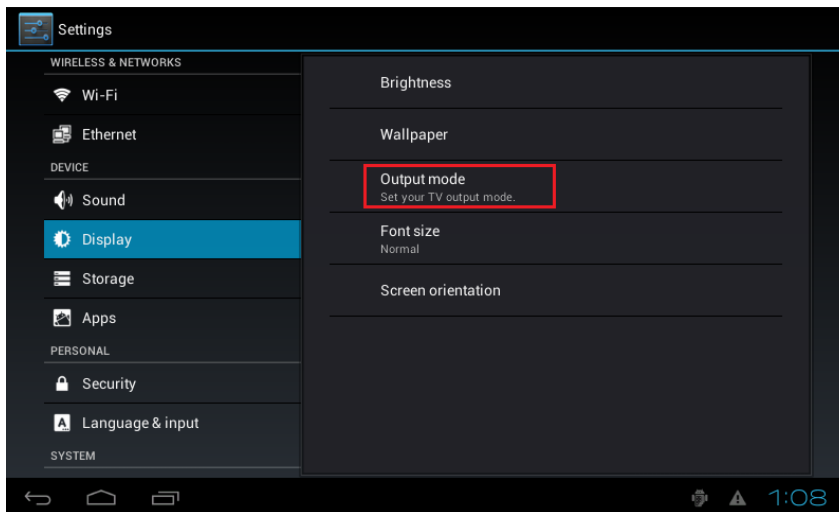 Settings
WIRELESS & NETWORKS
Wi-Fi
Ethernet
DEVICE
Sound
Display
Storage
Apps
PERSONAL
Security
A
Language & input
SYSTEM
Brightness
Wallpaper
Output mode
Set your TV output mode.
Font size
Normal
Screen orientation
1:08